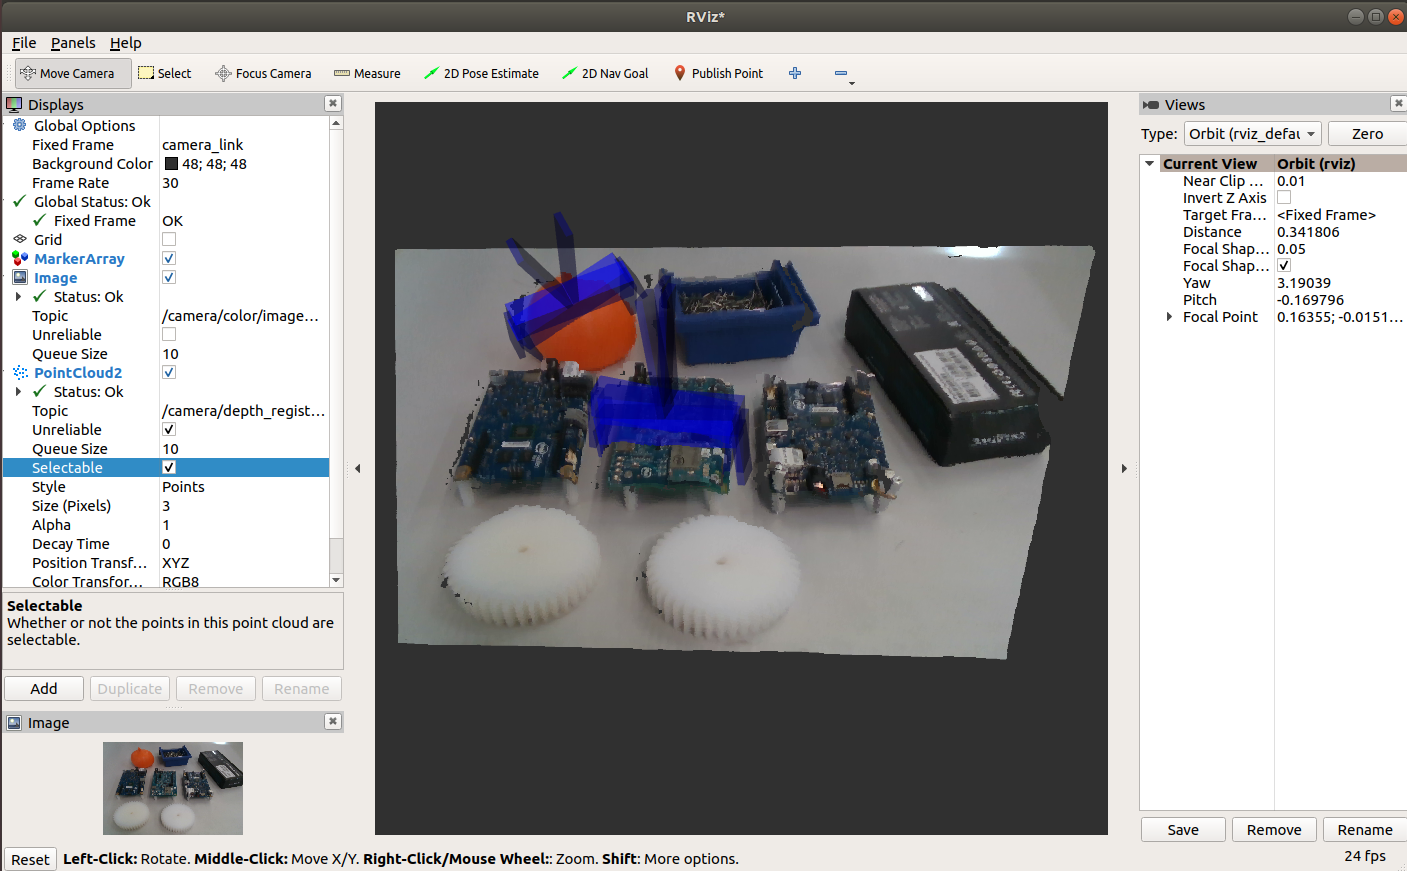 RViz*
File Panels Help
Move Camera Select Focus Camera Measure 2D Pose Estimate 2D Nav Goal Publish Point
Displays
Global Options
Fixed Frame camera_link
Background Color 48; 48; 48
Frame Rate 30
Global Status: Ok
Fixed Frame OK
Grid
MarkerArray
Image
Status: Ok
Topic /camera/color/image...
Unreliable
Queue Size 10
PointCloud2
Status: Ok
Topic /camera/depth_regist...
Unreliable
Queue Size 10
Selectable
Style Points
Size (Pixels) 3
Alpha 1
Decay Time 0
Position Transf... XYZ
Color Transfor... RGB8
Selectable
Whether or not the points in this point cloud are
selectable.
Add Duplicate Remove Rename
Image
Views
Type: Orbit (rviz_defau Zero
Current View Orbit (rviz)
Near Clip ... 0.01
Invert Z Axis
Target Fra... <Fixed Frame>
Distance 0.341806
Focal Shap... 0.05
Focal Shap...
Yaw 3.19039
Pitch -0.169796
Focal Point 0.16355; -0.0151...
Save Remove Rename
Reset Left-Click: Rotate. Middle-Click: Move X/Y. Right-Click/Mouse Wheel:: Zoom. Shift: More options.
24 fps